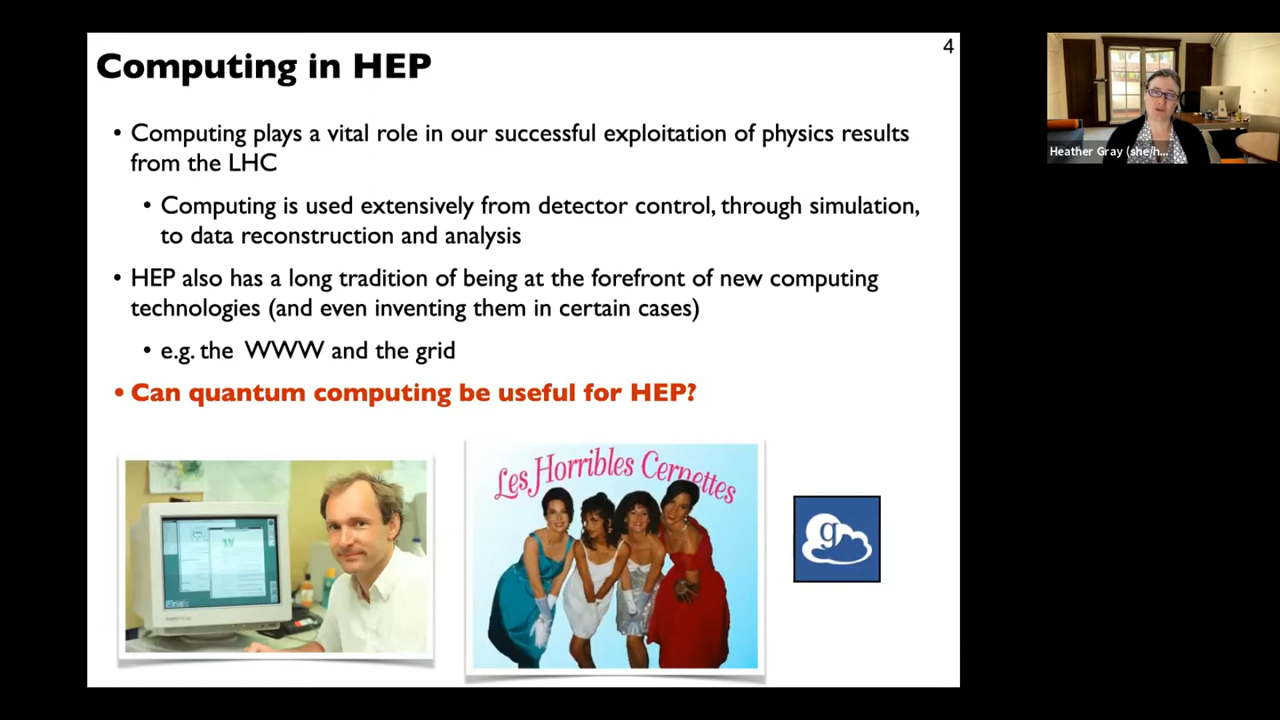 Computing in HEP
4
• Computing plays a vital role in our successful exploitation of physics results
from the LHC
• Computing is used extensively from detector control, through simulation,
to data reconstruction and analysis
• HEP also has a long tradition of being at the forefront of new computing
technologies (and even inventing them in certain cases)
• e.g. the WWW and the grid
• Can quantum computing be useful for HEP?
Les Horribles Cernettes
g
Heather Gray (she/h...